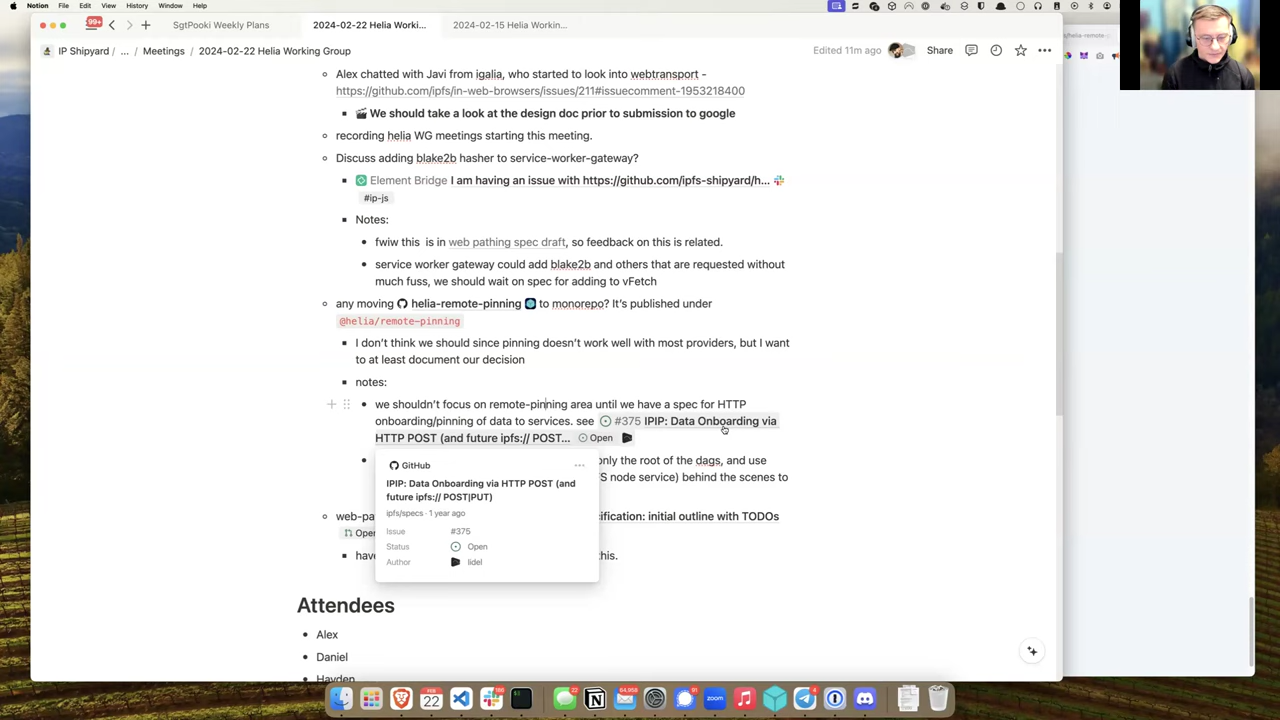 Notion File Edit View History Window Help
99+ SgtPooki Weekly Plans 2024-02-22 Helia Worki... 2024-02-15 Helia Workin...
IP Shipyard / ... / Meetings / 2024-02-22 Helia Working Group Edited 11m ago Share
Alex chatted with Javi from igalia, who started to look into webtransport -
https://github.com/ipfs/in-web-browsers/issues/211#issuecomment-1953218400
We should take a look at the design doc prior to submission to google
recording helia WG meetings starting this meeting.
Discuss adding blake2b hasher to service-worker-gateway?
Element Bridge I am having an issue with https://github.com/ipfs-shipyard/h...
#ip-js
Notes:
fwiw this is in web pathing spec draft, so feedback on this is related.
service worker gateway could add blake2b and others that are requested without
much fuss, we should wait on spec for adding to vFetch
any moving helia-remote-pinning to monorepo? It's published under
@helia/remote-pinning
I don't think we should since pinning doesn't work well with most providers, but I want
to at least document our decision
notes:
we shouldn't focus on remote-pinning area until we have a spec for HTTP
onboarding/pinning of data to services. see #375 IPIP: Data Onboarding via
HTTP POST (and future ipfs:// POST... Open
only the root of the dags, and use
GitHub
S node service) behind the scenes to
IPIP: Data Onboarding via HTTP POST (and
future ipfs:// POST|PUT)
ipfs/specs · 1 year ago
web-pa
cification: initial outline with TODOs
Issue #375
Open
Status Open
hav
his.
Author lidel
Attendees
Alex
Daniel
Hayden
FEB
22